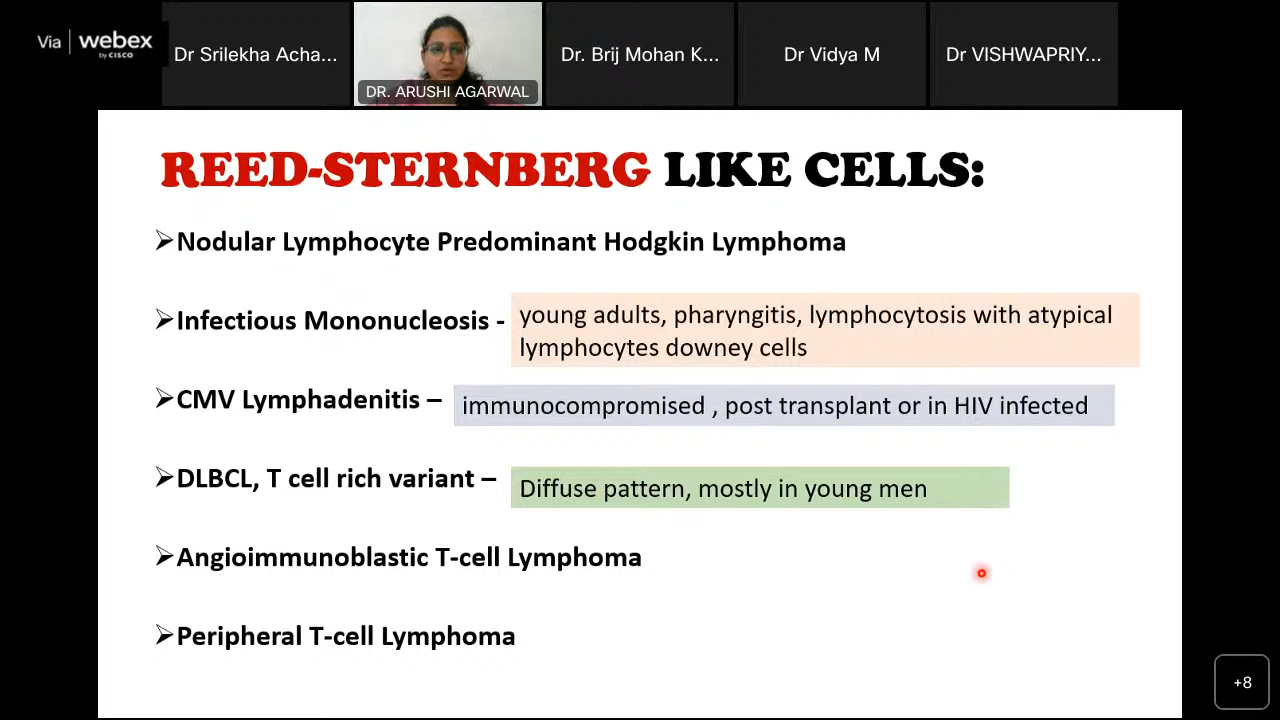 Via webex
by CISCO
Dr Srilekha Acha...
DR. ARUSHI AGARWAL
Dr. Brij Mohan K...
Dr Vidya M
Dr VISHWAPRIY...
REED-STERNBERG LIKE CELLS:
➢Nodular Lymphocyte Predominant Hodgkin Lymphoma
➢Infectious Mononucleosis -
young adults, pharyngitis, lymphocytosis with atypical
lymphocytes downey cells
➢CMV Lymphadenitis –
immunocompromised , post transplant or in HIV infected
➢DLBCL, T cell rich variant –
Diffuse pattern, mostly in young men
➢Angioimmunoblastic T-cell Lymphoma
➢Peripheral T-cell Lymphoma
+8